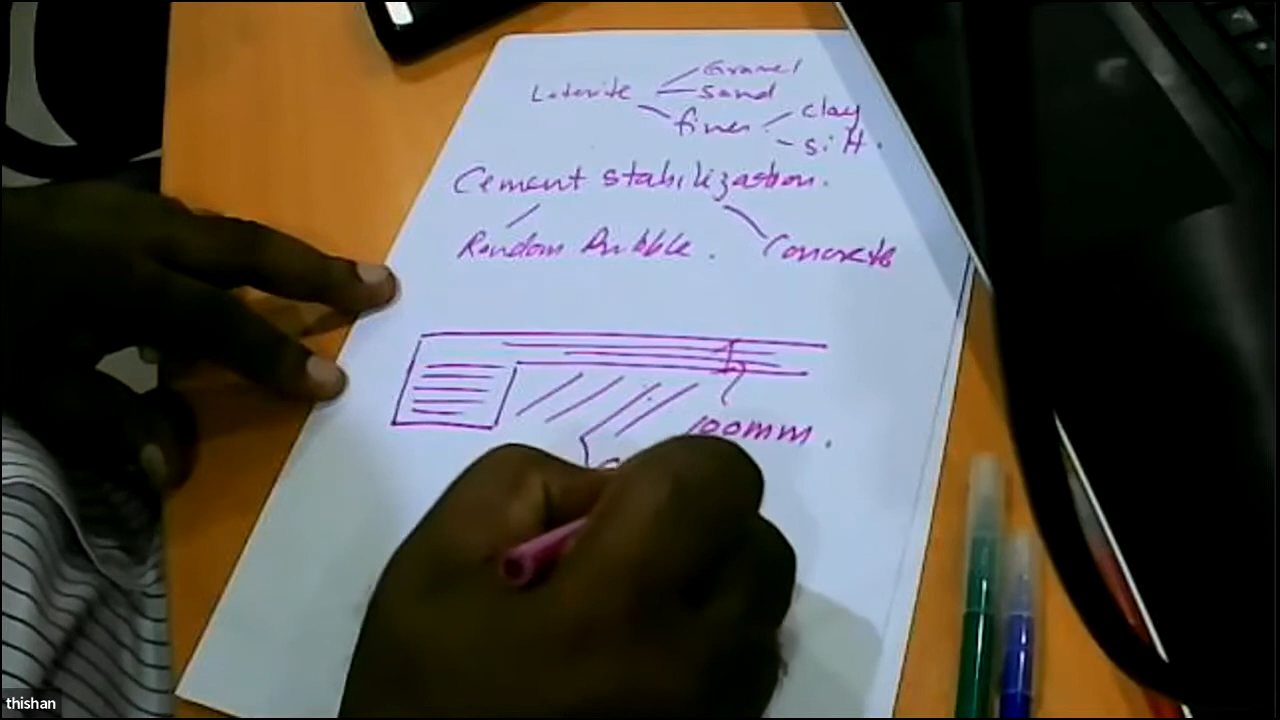 Laterite Gravel
sand
fines clay
silt.
Cement stabilization.
Random Rubble. Concrete
100mm.
thishan